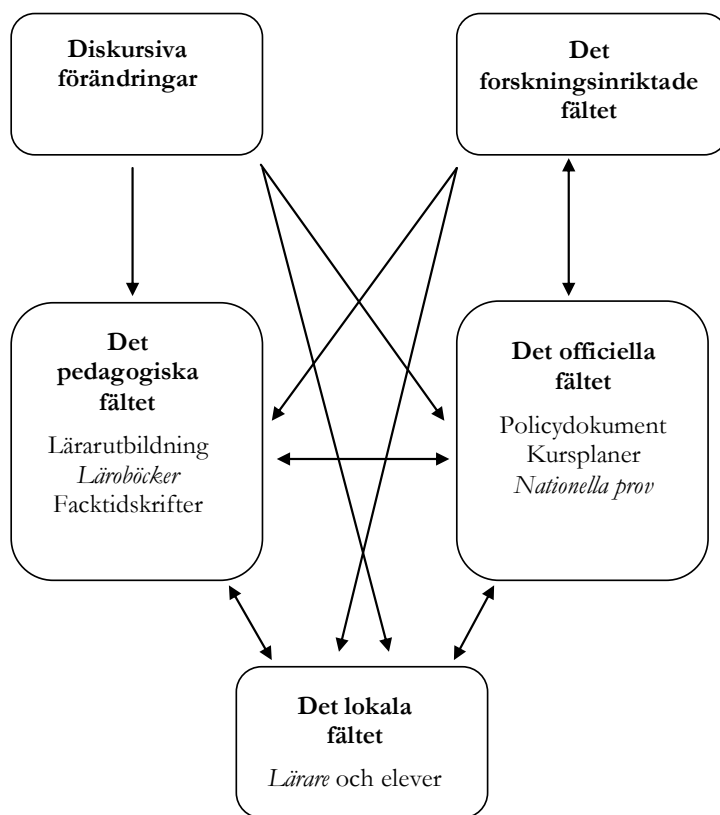 Diskursiva
förändringar
Det
forskningsinriktade
fältet
Det
pedagogiska
fältet
Lärarutbildning
Läroböcker
Facktidskrifter
Det officiella
fältet
Policydokument
Kursplaner
Nationella prov
Det lokala
fältet
Lärare och elever